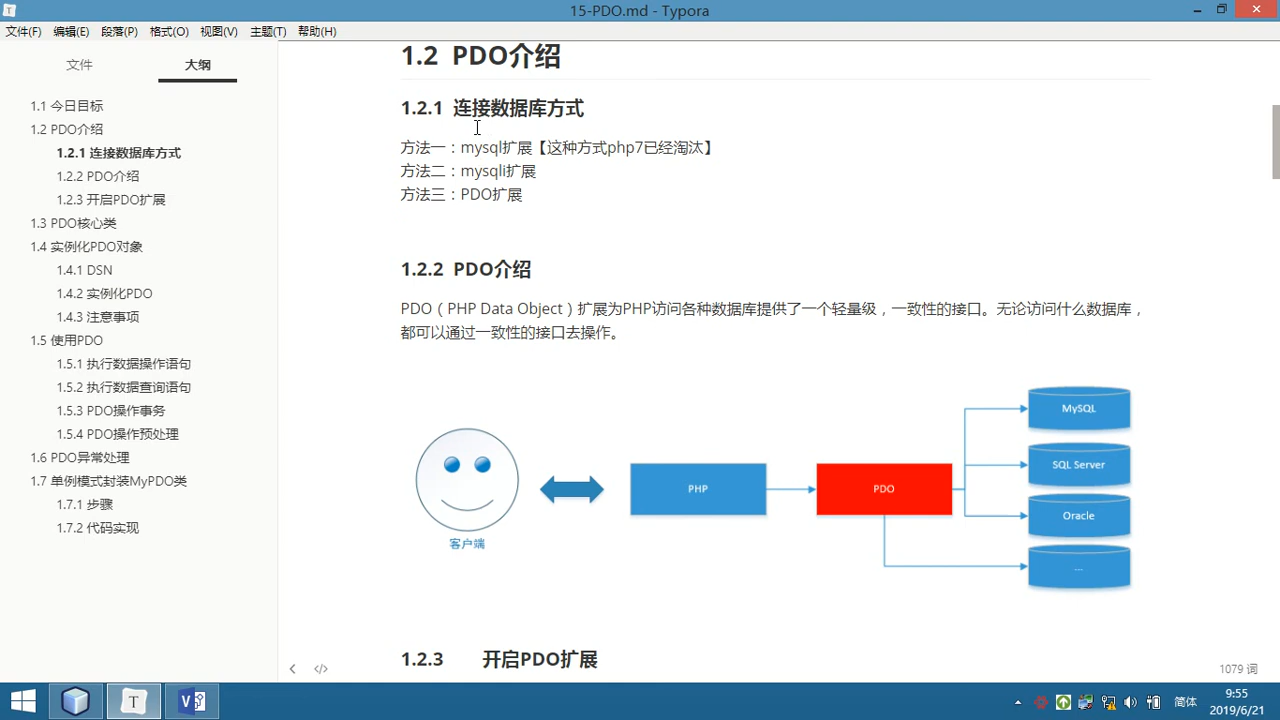 15-PDO.md - Typora
文件(F) 编辑(E) 段落(P) 格式(O) 视图(V) 主题(T) 帮助(H)
文件 大纲
1.1 今日目标
1.2 PDO介绍
1.2.1 连接数据库方式
1.2.2 PDO介绍
1.2.3 开启PDO扩展
1.3 PDO核心类
1.4 实例化PDO对象
1.4.1 DSN
1.4.2 实例化PDO
1.4.3 注意事项
1.5 使用PDO
1.5.1 执行数据操作语句
1.5.2 执行数据查询语句
1.5.3 PDO操作事务
1.5.4 PDO操作预处理
1.6 PDO异常处理
1.7 单例模式封装MyPDO类
1.7.1 步骤
1.7.2 代码实现
1.2 PDO介绍
1.2.1 连接数据库方式
方法一：mysql扩展【这种方式php7已经淘汰】
方法二：mysqli扩展
方法三：PDO扩展
1.2.2 PDO介绍
PDO（PHP Data Object）扩展为PHP访问各种数据库提供了一个轻量级，一致性的接口。无论访问什么数据库，
都可以通过一致性的接口去操作。
客户端
PHP
PDO
MySQL
SQL Server
Oracle
...
1.2.3 开启PDO扩展
1079 词
简体
9:55
2019/6/21